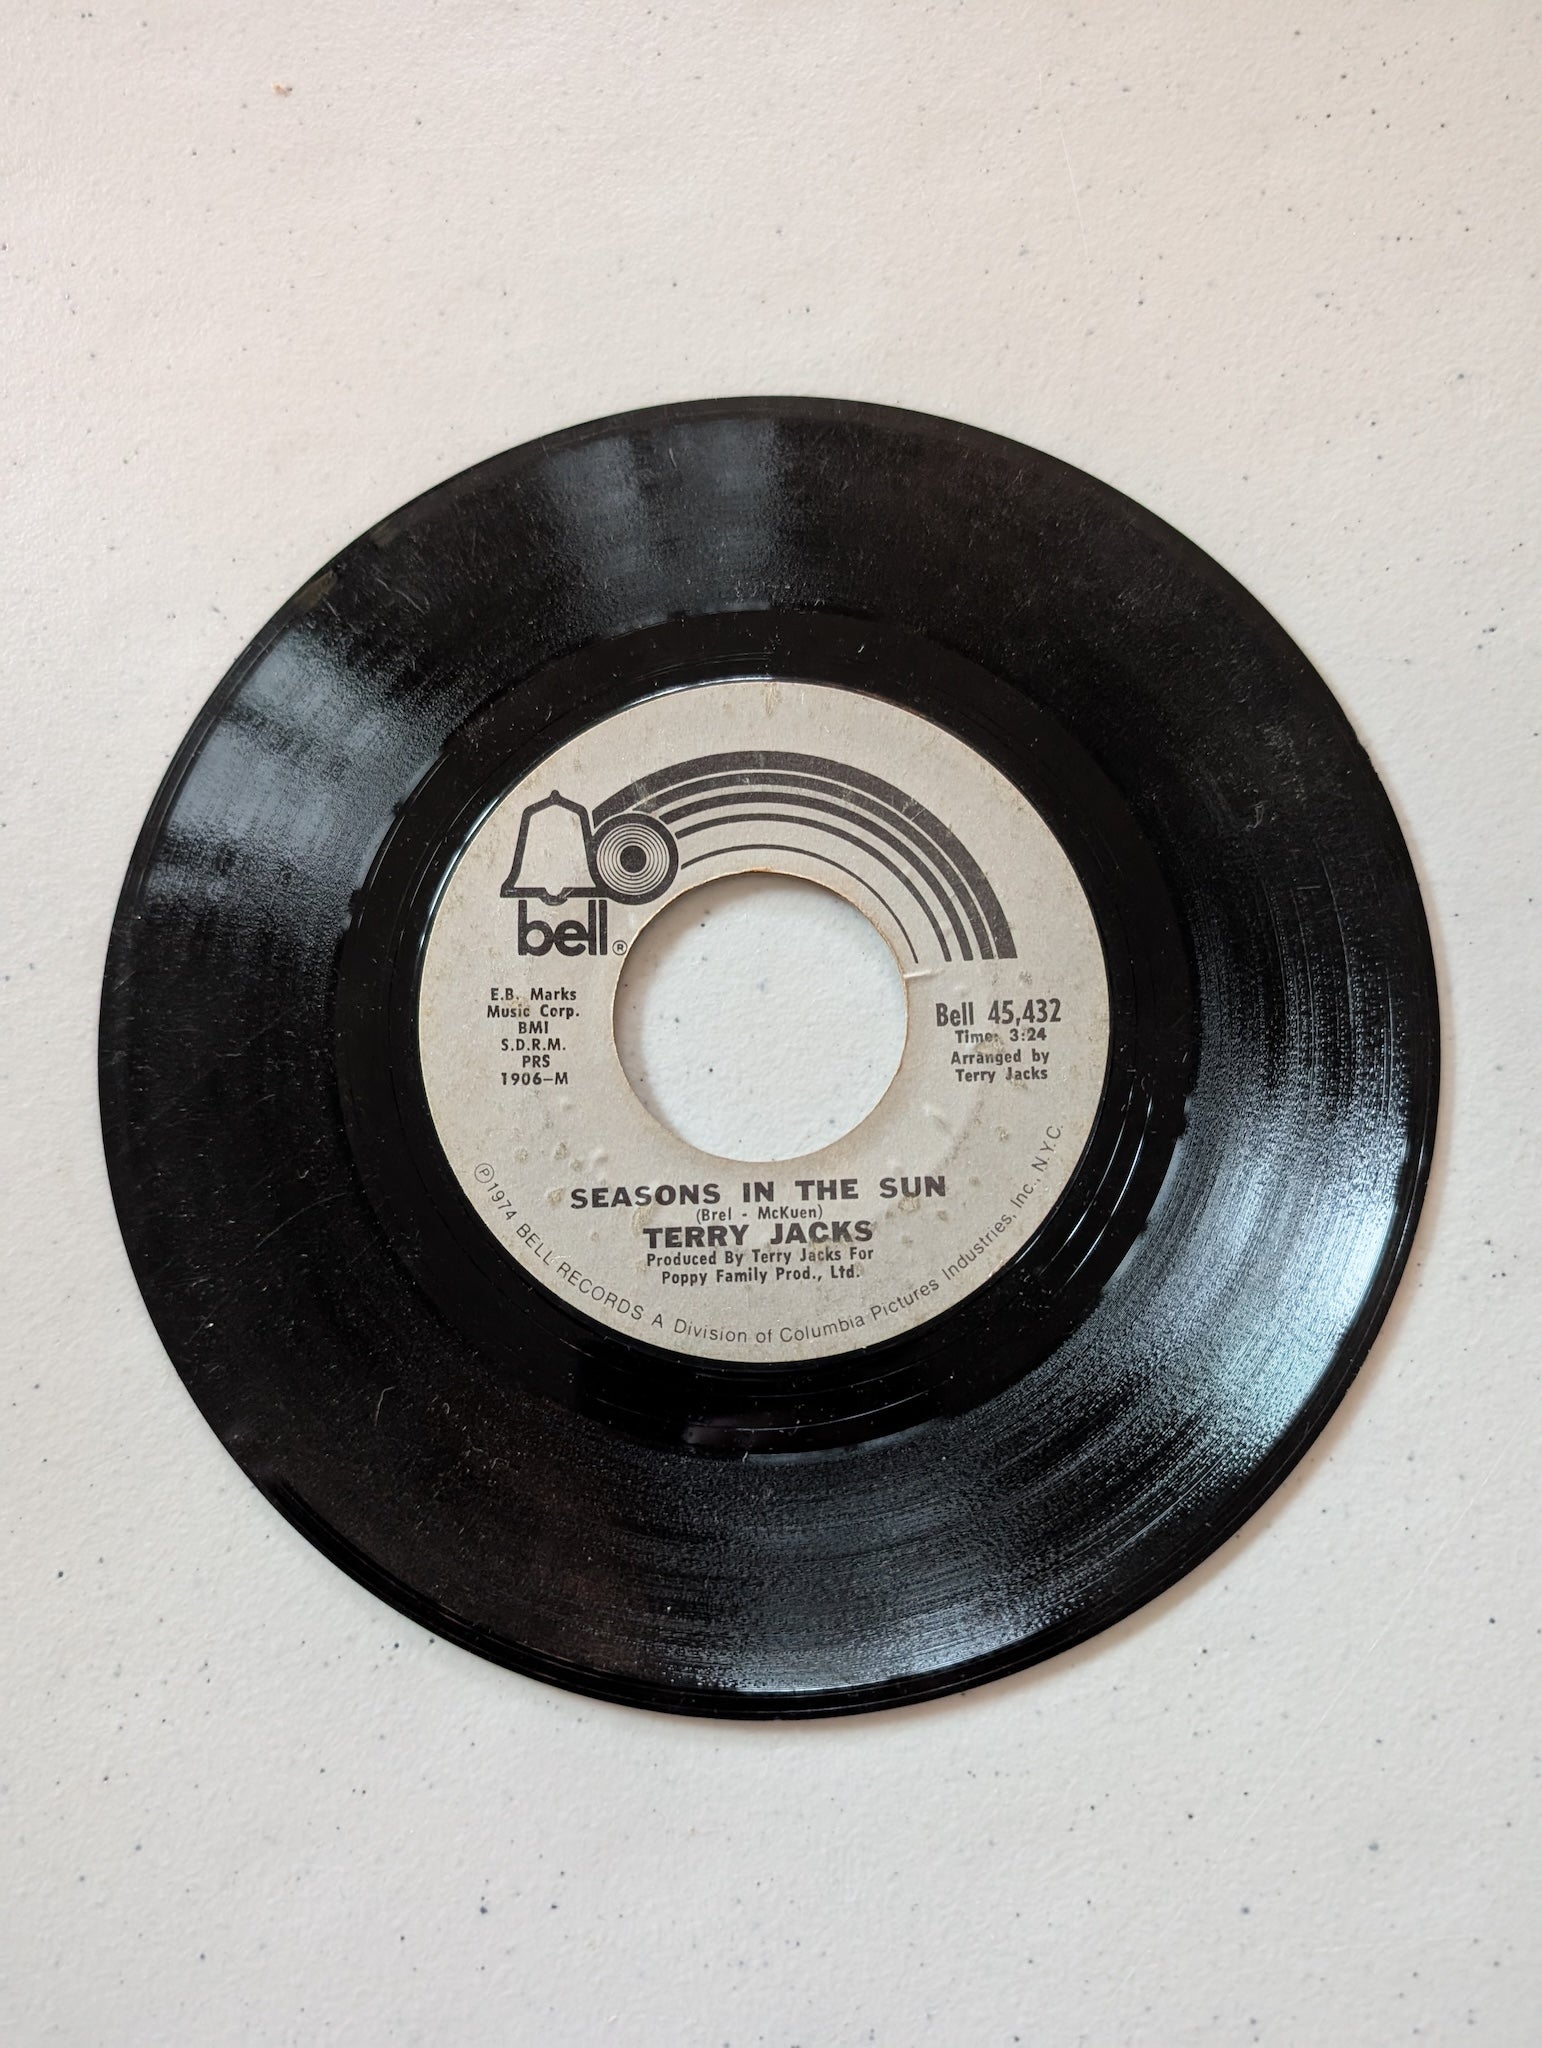 bell®
E.B. Marks
Music Corp.
BMI
S.D.R.M.
PRS
1906-M
Bell 45,432
Time: 3:24
Arranged by
Terry Jacks
SEASONS IN THE SUN
(Brel - McKuen)
TERRY JACKS
Produced By Terry Jacks For
Poppy Family Prod., Ltd.
Ⓟ1974 BELL RECORDS A Division of Columbia Pictures Industries, Inc., N.Y.C.